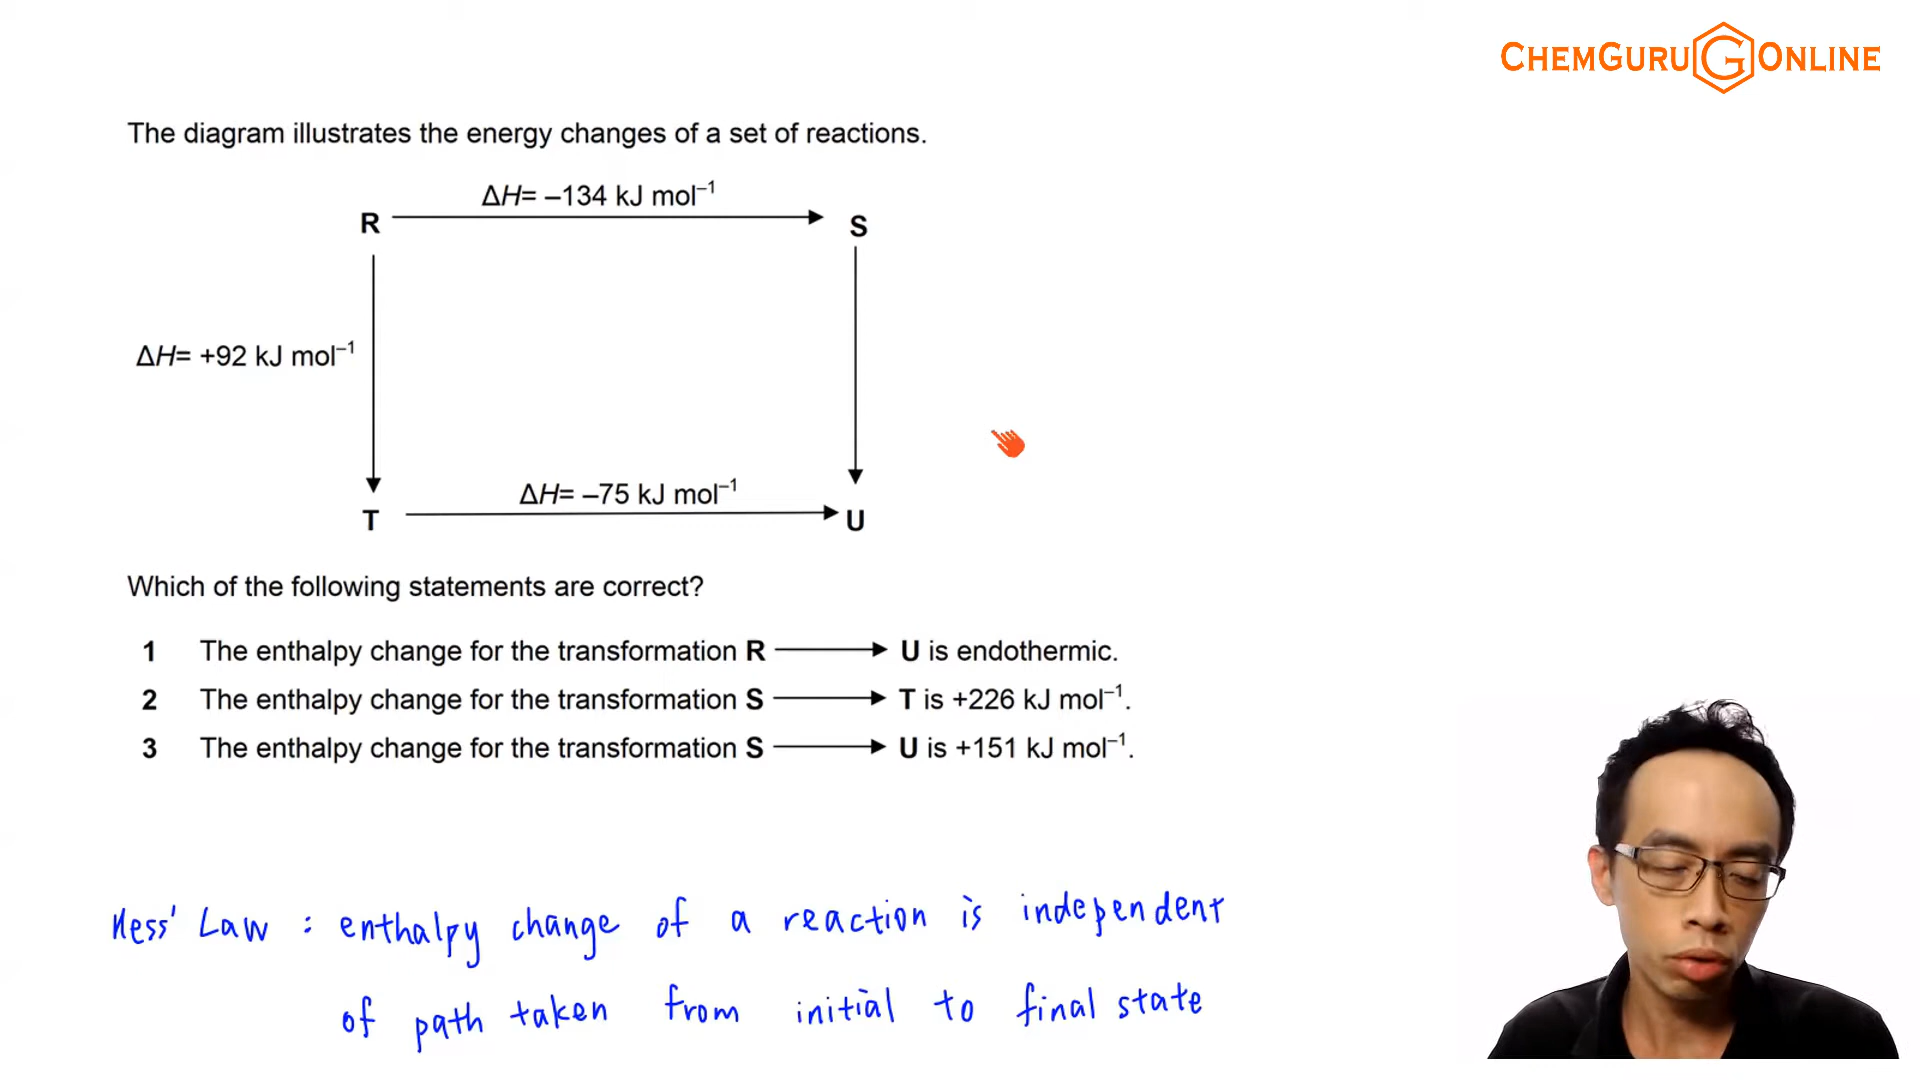 CHEMGURU G ONLINE
The diagram illustrates the energy changes of a set of reactions.
ΔH= –134 kJ mol⁻¹
R
S
ΔH= +92 kJ mol⁻¹
ΔH= –75 kJ mol⁻¹
T
U
Which of the following statements are correct?
1 The enthalpy change for the transformation R ⟶ U is endothermic.
2 The enthalpy change for the transformation S ⟶ T is +226 kJ mol⁻¹.
3 The enthalpy change for the transformation S ⟶ U is +151 kJ mol⁻¹.
Hess' Law : enthalpy change of a reaction is independent
of path taken from initial to final state